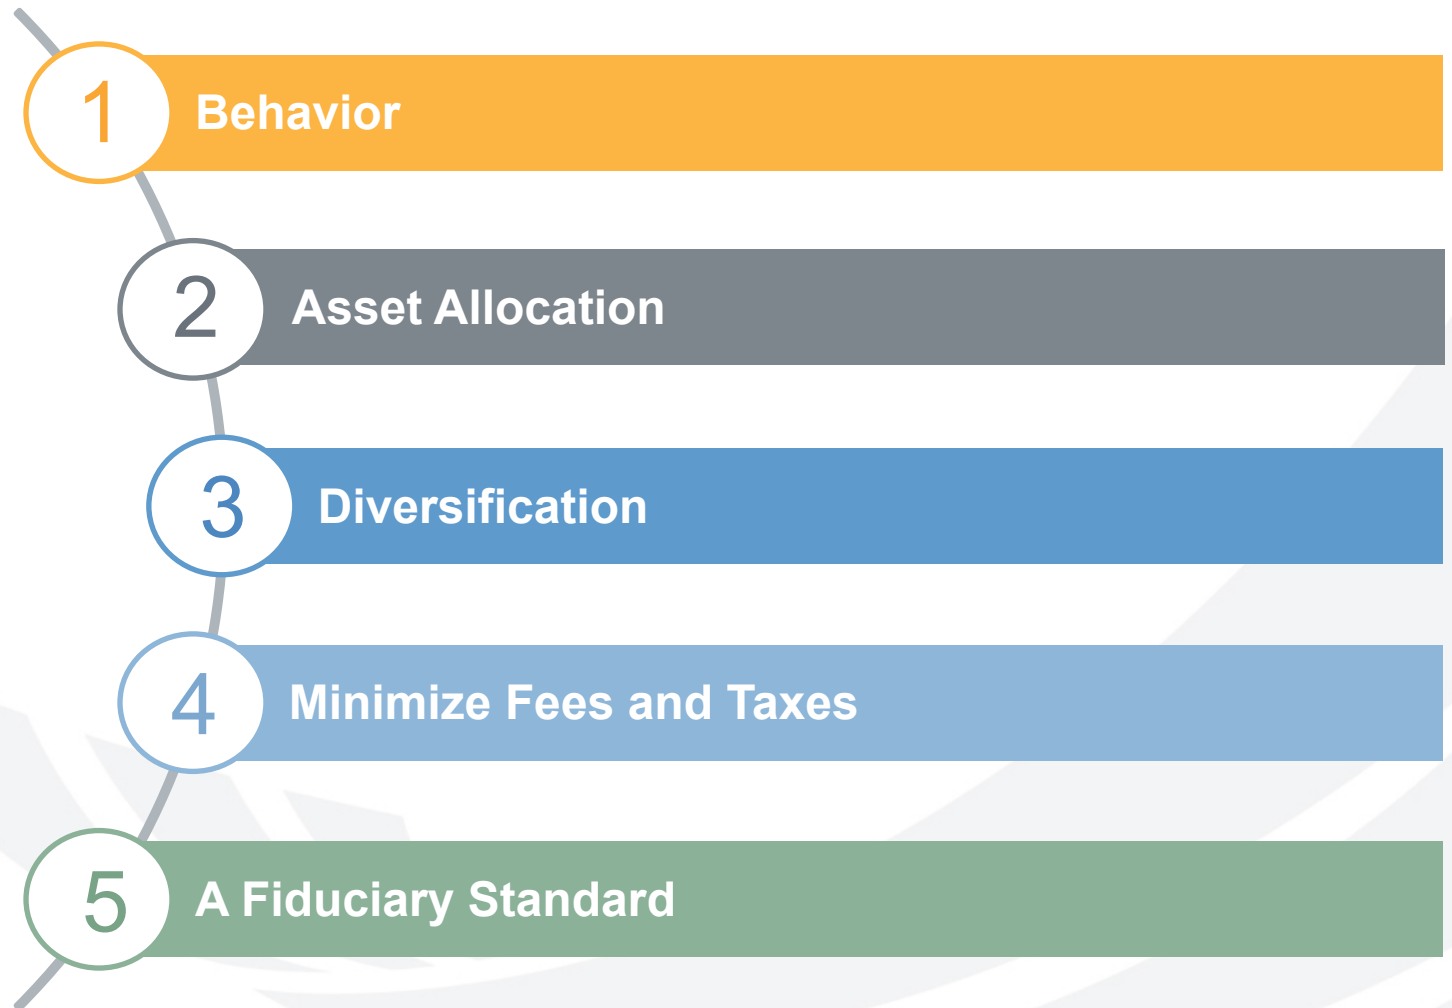 1 Behavior
2 Asset Allocation
3 Diversification
4 Minimize Fees and Taxes
5 A Fiduciary Standard